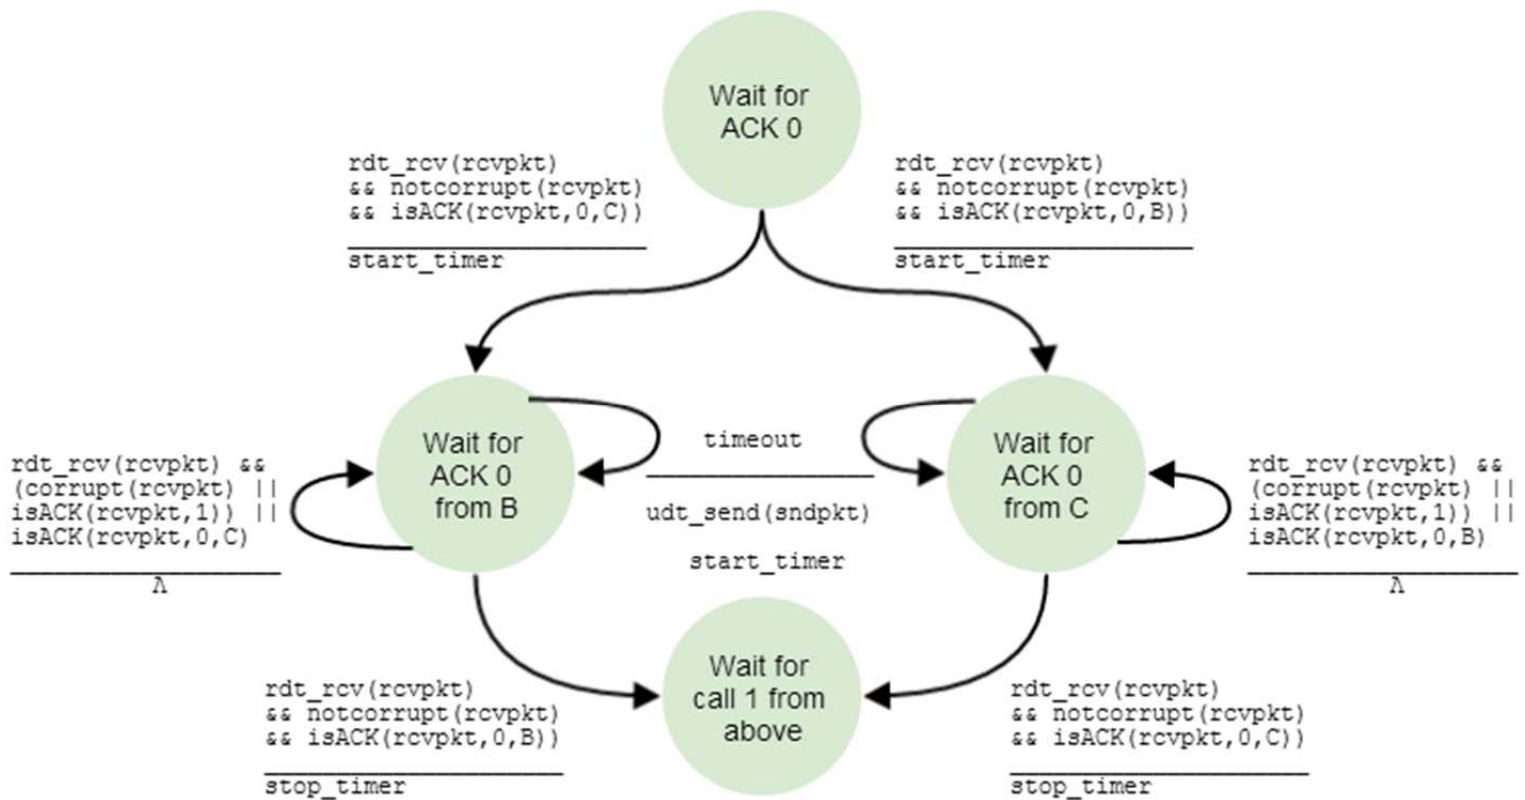 Wait for
ACK 0
rdt_rcv(rcvpkt)
&& notcorrupt(rcvpkt)
&& isACK(rcvpkt,0,C))
start_timer
rdt_rcv(rcvpkt)
&& notcorrupt(rcvpkt)
&& isACK(rcvpkt,0,B))
start_timer
Wait for
ACK 0
from B
timeout
udt_send(sndpkt)
start_timer
Wait for
ACK 0
from C
rdt_rcv(rcvpkt) &&
(corrupt(rcvpkt) ||
isACK(rcvpkt,1)) ||
isACK(rcvpkt,0,C)
Λ
rdt_rcv(rcvpkt) &&
(corrupt(rcvpkt) ||
isACK(rcvpkt,1)) ||
isACK(rcvpkt,0,B)
Λ
Wait for
call 1 from
above
rdt_rcv(rcvpkt)
&& notcorrupt(rcvpkt)
&& isACK(rcvpkt,0,B))
stop_timer
rdt_rcv(rcvpkt)
&& notcorrupt(rcvpkt)
&& isACK(rcvpkt,0,C))
stop_timer